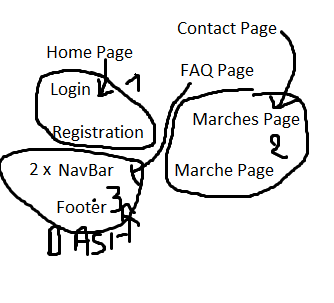 Contact Page
Home Page
FAQ Page
Login 1
Registration
Marches Page
2
Marche Page
2 x NavBar
Footer 3
DASH